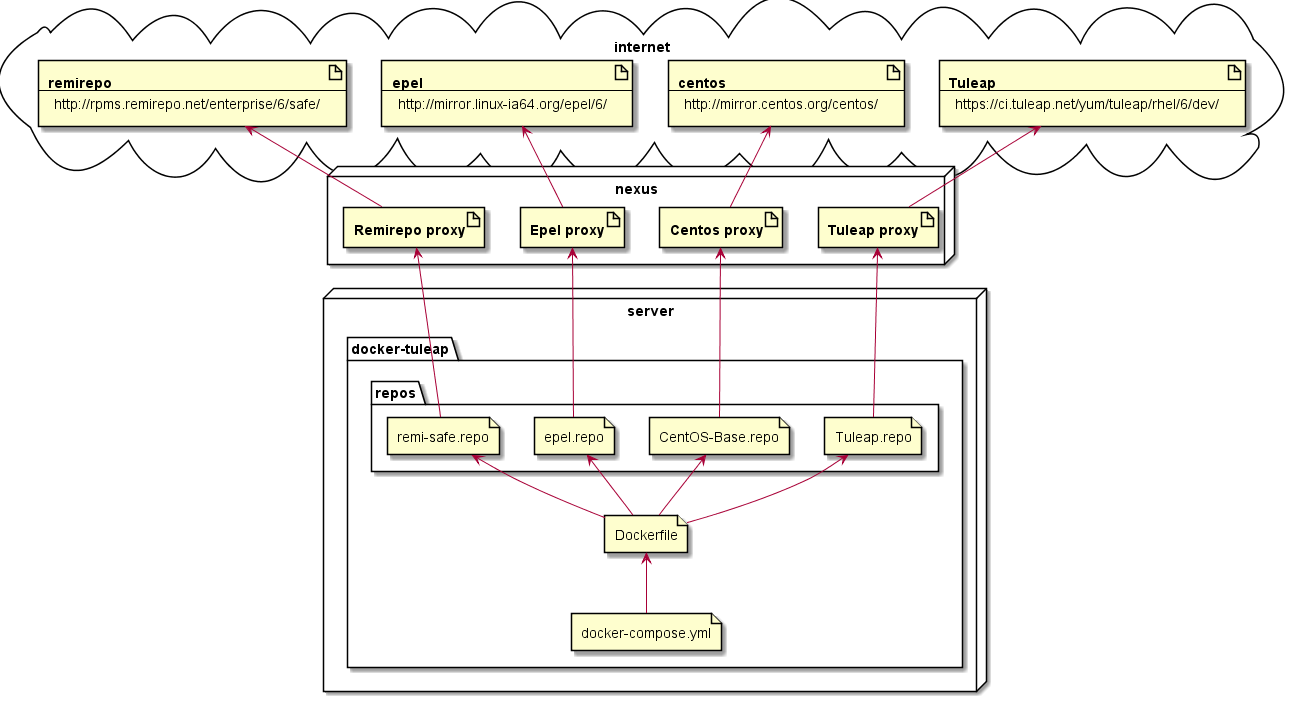 internet
remirepo
http://rpms.remirepo.net/enterprise/6/safe/
epel
http://mirror.linux-ia64.org/epel/6/
centos
http://mirror.centos.org/centos/
Tuleap
https://ci.tuleap.net/yum/tuleap/rhel/6/dev/
nexus
Remirepo proxy
Epel proxy
Centos proxy
Tuleap proxy
server
docker-tuleap
repos
remi-safe.repo
epel.repo
CentOS-Base.repo
Tuleap.repo
Dockerfile
docker-compose.yml